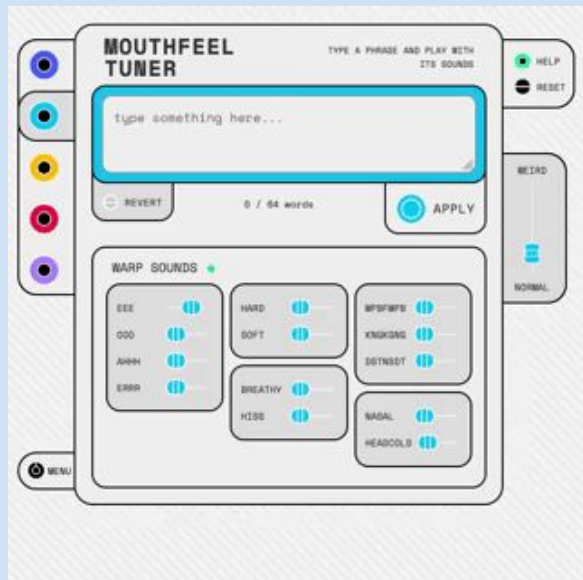 MOUTHFEEL
TUNER
TYPE A PHRASE AND PLAY WITH
ITS SOUNDS
HELP
RESET
type something here...
REVERT
0 / 64 words
APPLY
WEIRD
NORMAL
WARP SOUNDS
EEE
OOO
AHHH
ERRR
HARD
SOFT
BREATHY
HISS
MPBFWPB
KNGKGNG
DSTNSDT
NASAL
HEADCOLD
MENU